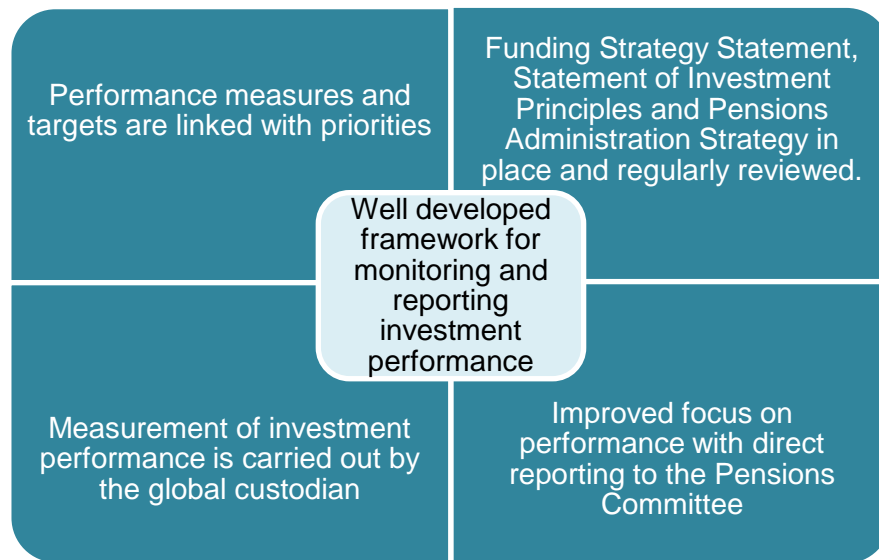 Performance measures and
targets are linked with priorities
Funding Strategy Statement,
Statement of Investment
Principles and Pensions
Administration Strategy in
place and regularly reviewed.
Well developed
framework for
monitoring and
reporting
investment
performance
Measurement of investment
performance is carried out by
the global custodian
Improved focus on
performance with direct
reporting to the Pensions
Committee